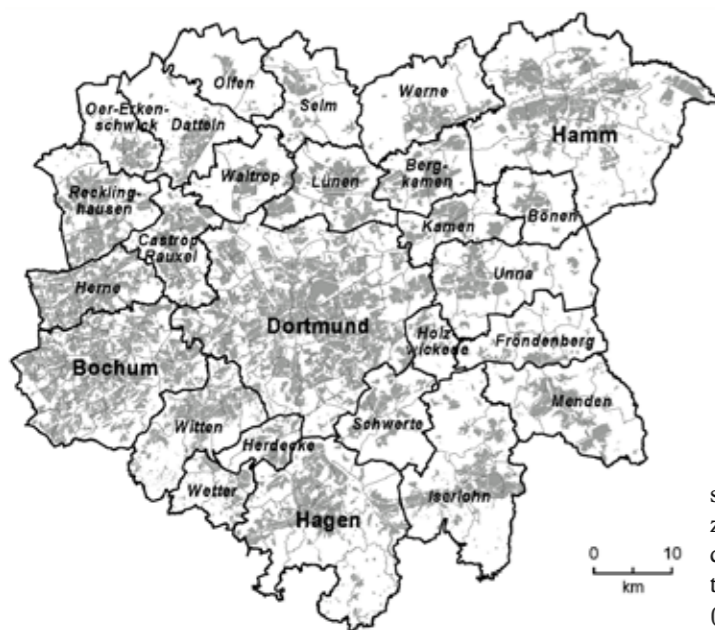 Olfen
Selm
Werne
Oer-Erken-
schwick
Datteln
Hamm
Waltrop
Lünen
Berg-
kamen
Reckling-
hausen
Castrop
Rauxel
Kamen
Bönen
Herne
Unna
Dortmund
Holz
wickede
Fröndenberg
Bochum
Witten
Schwerte
Menden
Herdecke
Wetter
Hagen
Iserlohn
0 10
km
s
z
c
t
(